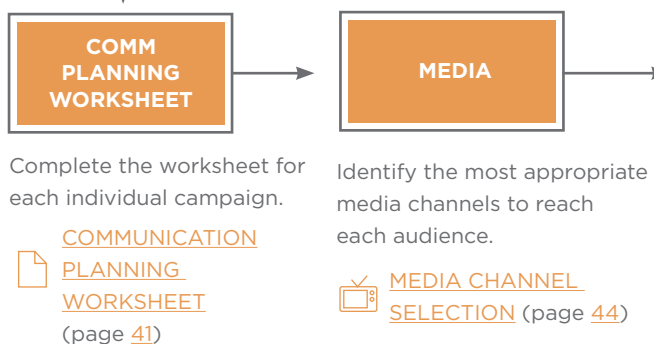 COMM
PLANNING
WORKSHEET
Complete the worksheet for
each individual campaign.
COMMUNICATION
PLANNING
WORKSHEET
(page 41)
MEDIA
Identify the most appropriate
media channels to reach
each audience.
MEDIA CHANNEL
SELECTION (page 44)